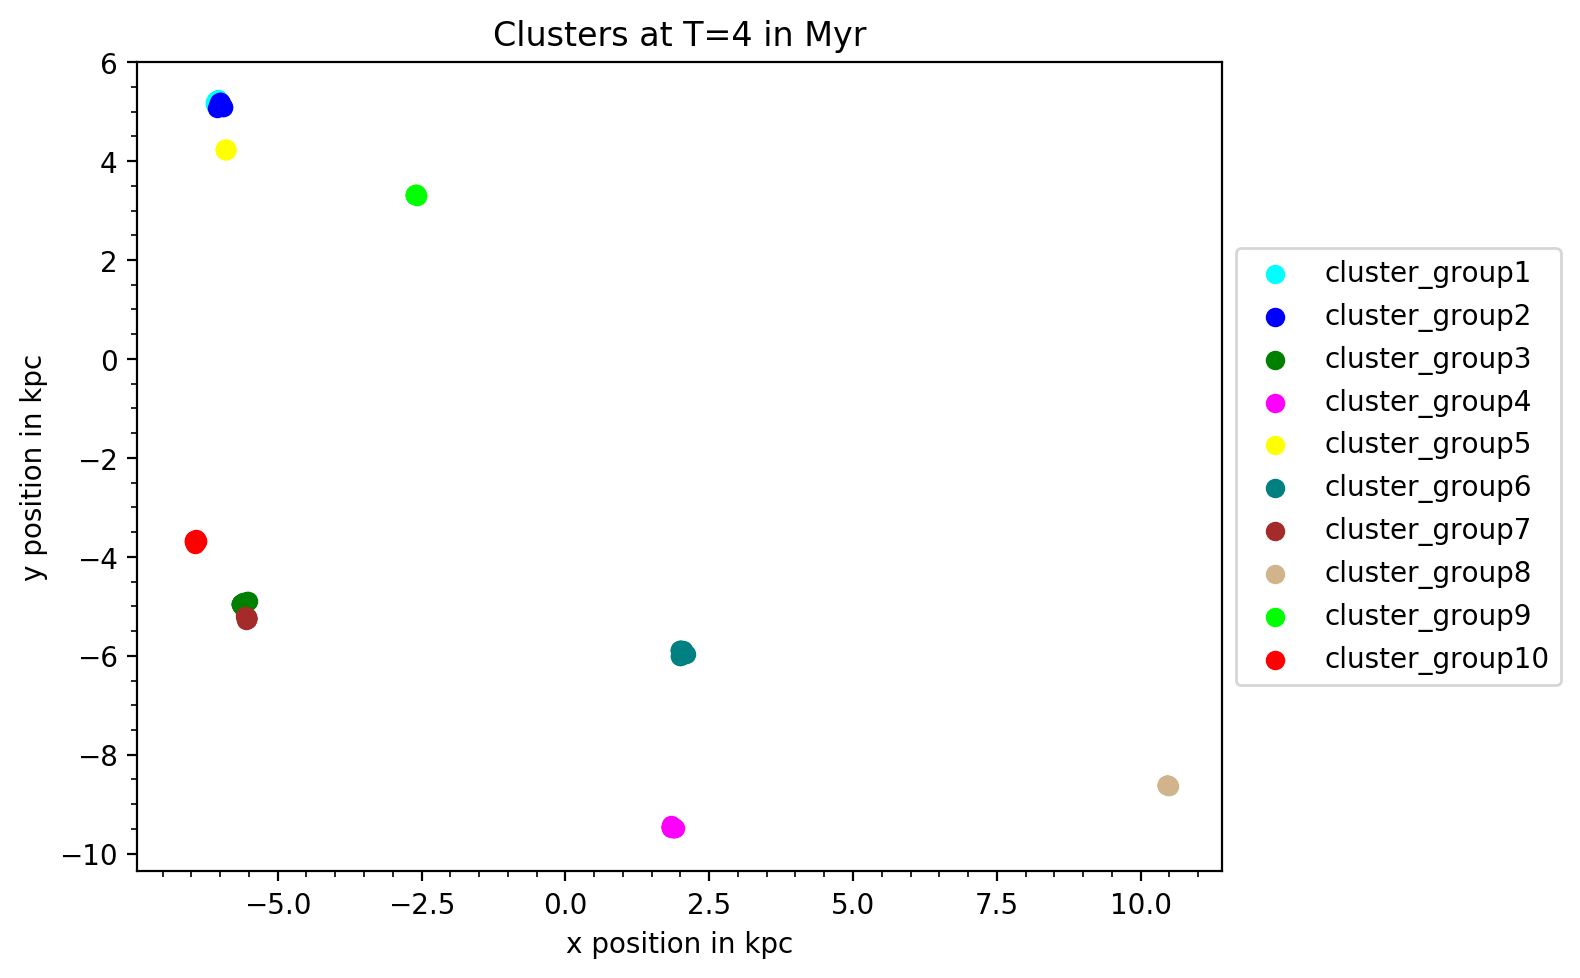 Clusters at T=4 in Myr
6
4
2
0
−2
−4
−6
−8
−10
y position in kpc
−5.0 −2.5 0.0 2.5 5.0 7.5 10.0
x position in kpc
cluster_group1
cluster_group2
cluster_group3
cluster_group4
cluster_group5
cluster_group6
cluster_group7
cluster_group8
cluster_group9
cluster_group10